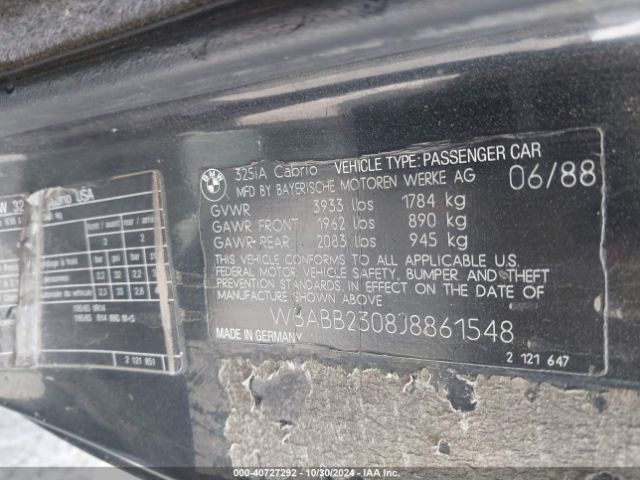 BMW
325iA Cabrio VEHICLE TYPE: PASSENGER CAR
MFD BY BAYERISCHE MOTOREN WERKE AG 06/88
GVWR 3933 lbs 1784 kg
GAWR FRONT 1962 lbs 890 kg
GAWR-REAR 2083 lbs 945 kg
THIS VEHICLE CONFORMS TO ALL APPLICABLE U.S.
FEDERAL MOTOR VEHICLE SAFETY, BUMPER AND THEFT
PREVENTION STANDARDS, IN EFFECT ON THE DATE
OF MANUFACTURE SHOWN ABOVE.
WBABB2308J8861548
MADE IN GERMANY
2 121 647
USA
2 121 851
000-40727292 - 10/30/2024 - IAA Inc.